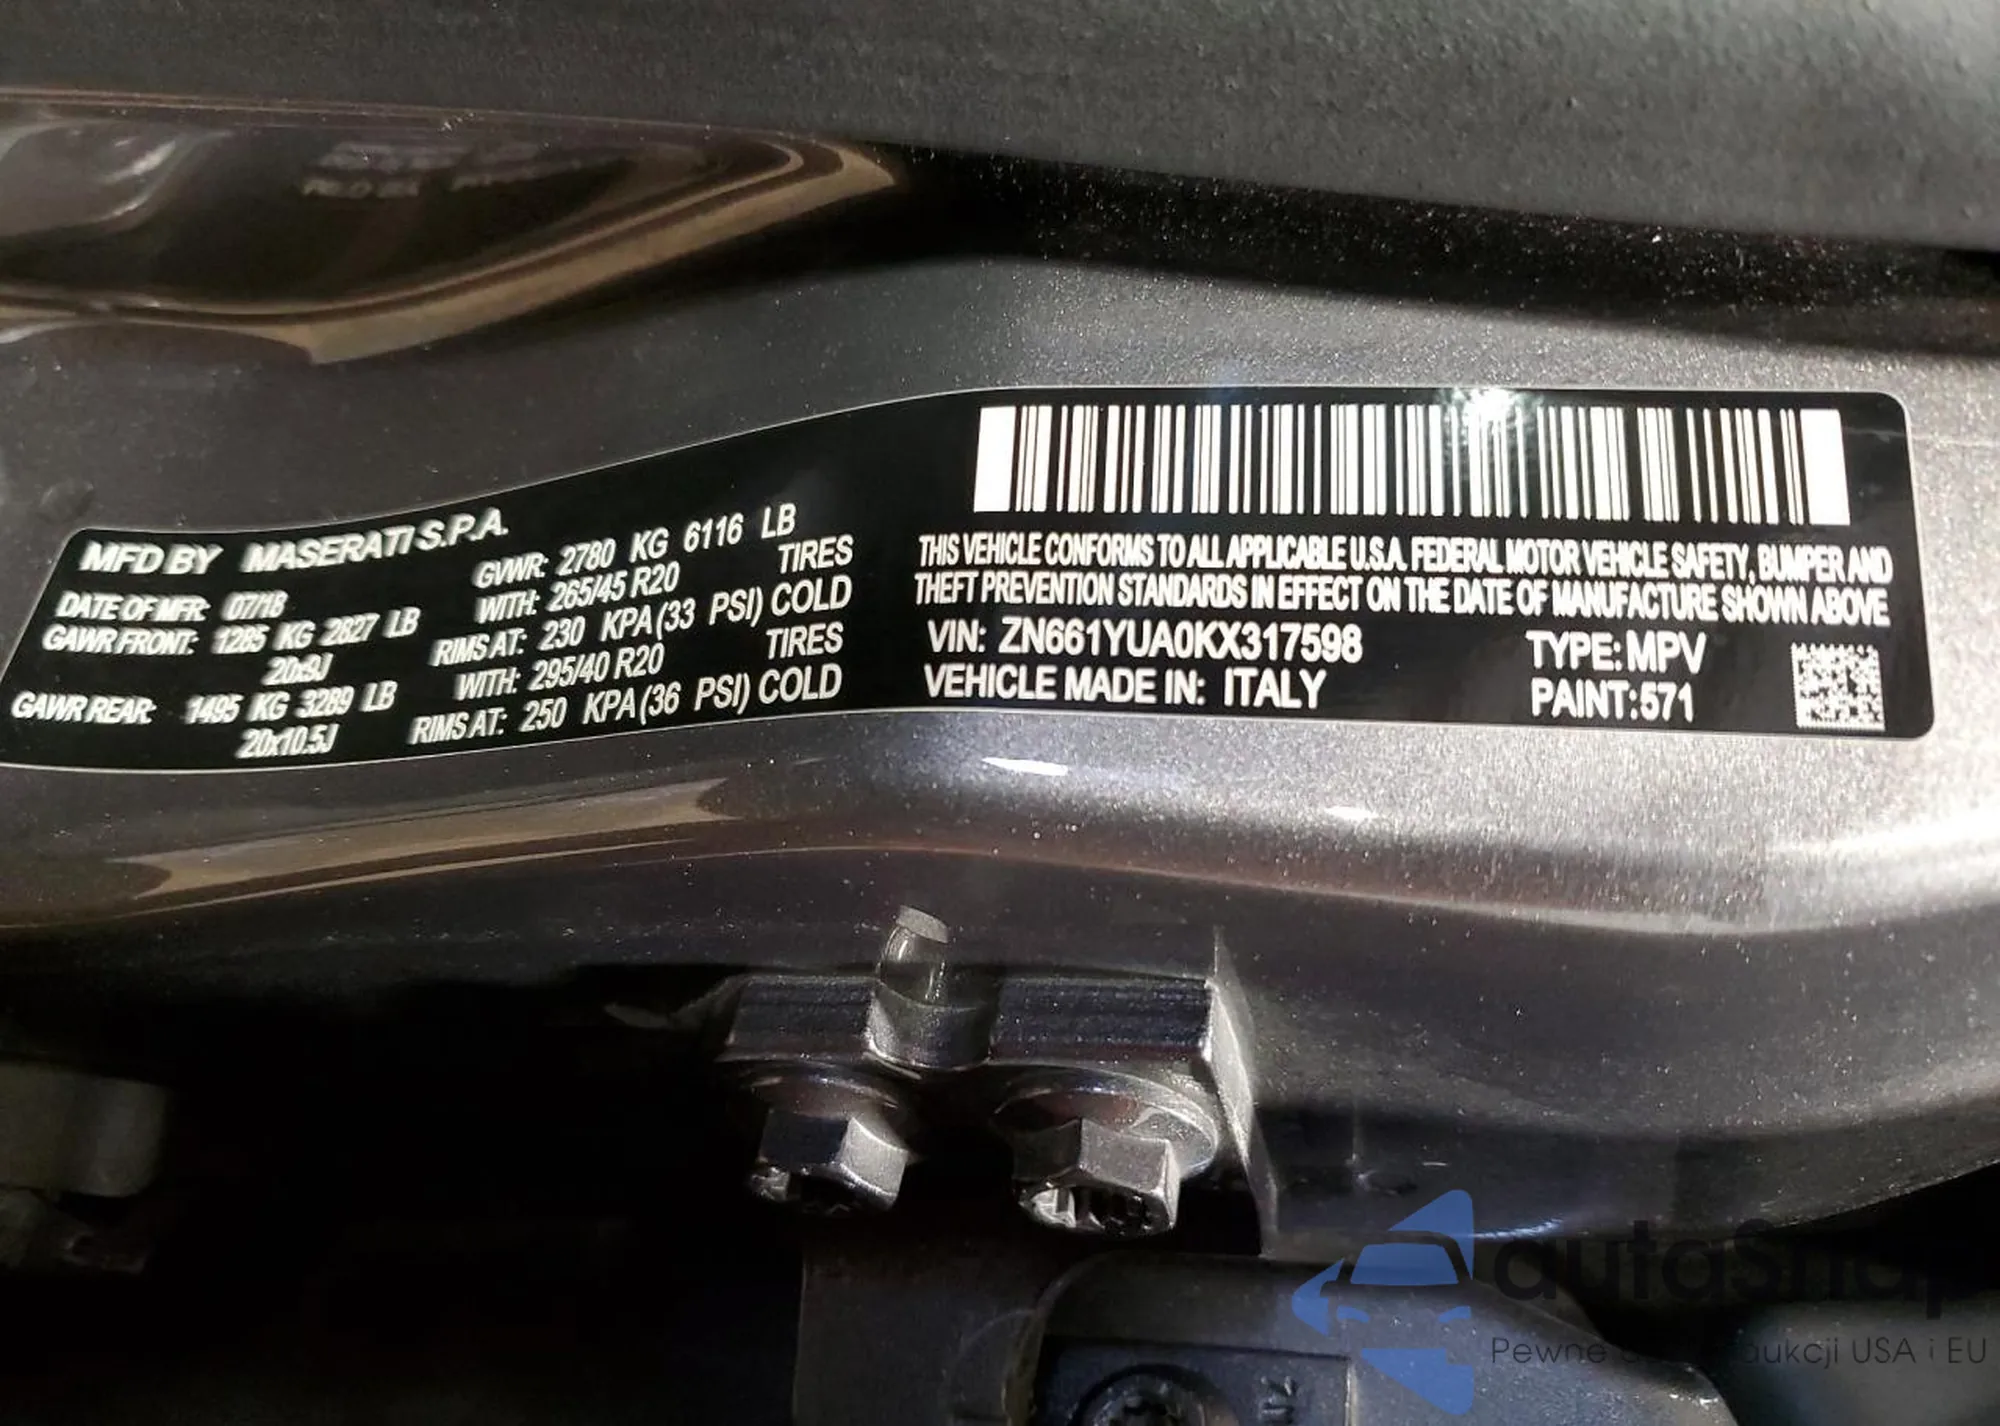 MFD BY MASERATI S.P.A.
DATE OF MFR: 07/18
GVWR: 2780 KG 6116 LB
GAWR FRONT: 1285 KG 2827 LB
WITH: 265/45 R20 TIRES
20x9J
RIMS AT: 230 KPA (33 PSI) COLD
GAWR REAR: 1495 KG 3289 LB
WITH: 295/40 R20 TIRES
20x10.5J
RIMS AT: 250 KPA (36 PSI) COLD
THIS VEHICLE CONFORMS TO ALL APPLICABLE U.S.A. FEDERAL MOTOR VEHICLE SAFETY, BUMPER AND
THEFT PREVENTION STANDARDS IN EFFECT ON THE DATE OF MANUFACTURE SHOWN ABOVE
VIN: ZN661YUA0KX317598 TYPE: MPV
VEHICLE MADE IN: ITALY PAINT: 571
autoSnap
Pewne aukcji USA i EU